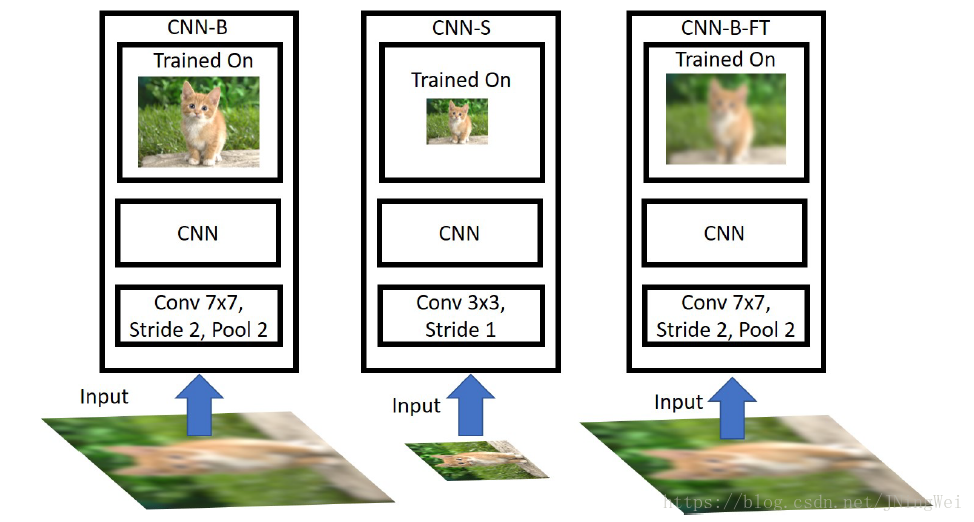 CNN-B
Trained On
CNN
Conv 7x7,
Stride 2, Pool 2
Input
CNN-S
Trained On
CNN
Conv 3x3,
Stride 1
Input
CNN-B-FT
Trained On
CNN
Conv 7x7,
Stride 2, Pool 2
Input
https://blog.csdn.net/JNingWei